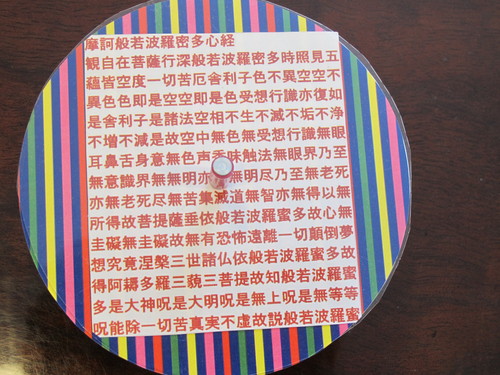 摩訶般若波羅密多心経
観自在菩薩行深般若波羅密多時照見五
蘊皆空度一切苦厄舎利子色不異空空不
異色色即是空空即是色受想行識亦復如
是舎利子是諸法空相不生不滅不垢不浄
不増不減是故空中無色無受想行識無眼
耳鼻舌身意無色声香味触法無眼界乃至
無意識界無無明亦 無明尽乃至無老死
亦無老死尽無苦集滅道無智亦無得以無
所得故菩提薩埵依般若波羅蜜多故心無
圭礙無圭礙故無有恐怖遠離一切顛倒夢
想究竟涅槃三世諸仏依般若波羅蜜多故
得阿耨多羅三藐三菩提故知般若波羅蜜
多是大神呪是大明呪是無上呪是無等等
呪能除一切苦真実不虚故説般若波羅蜜